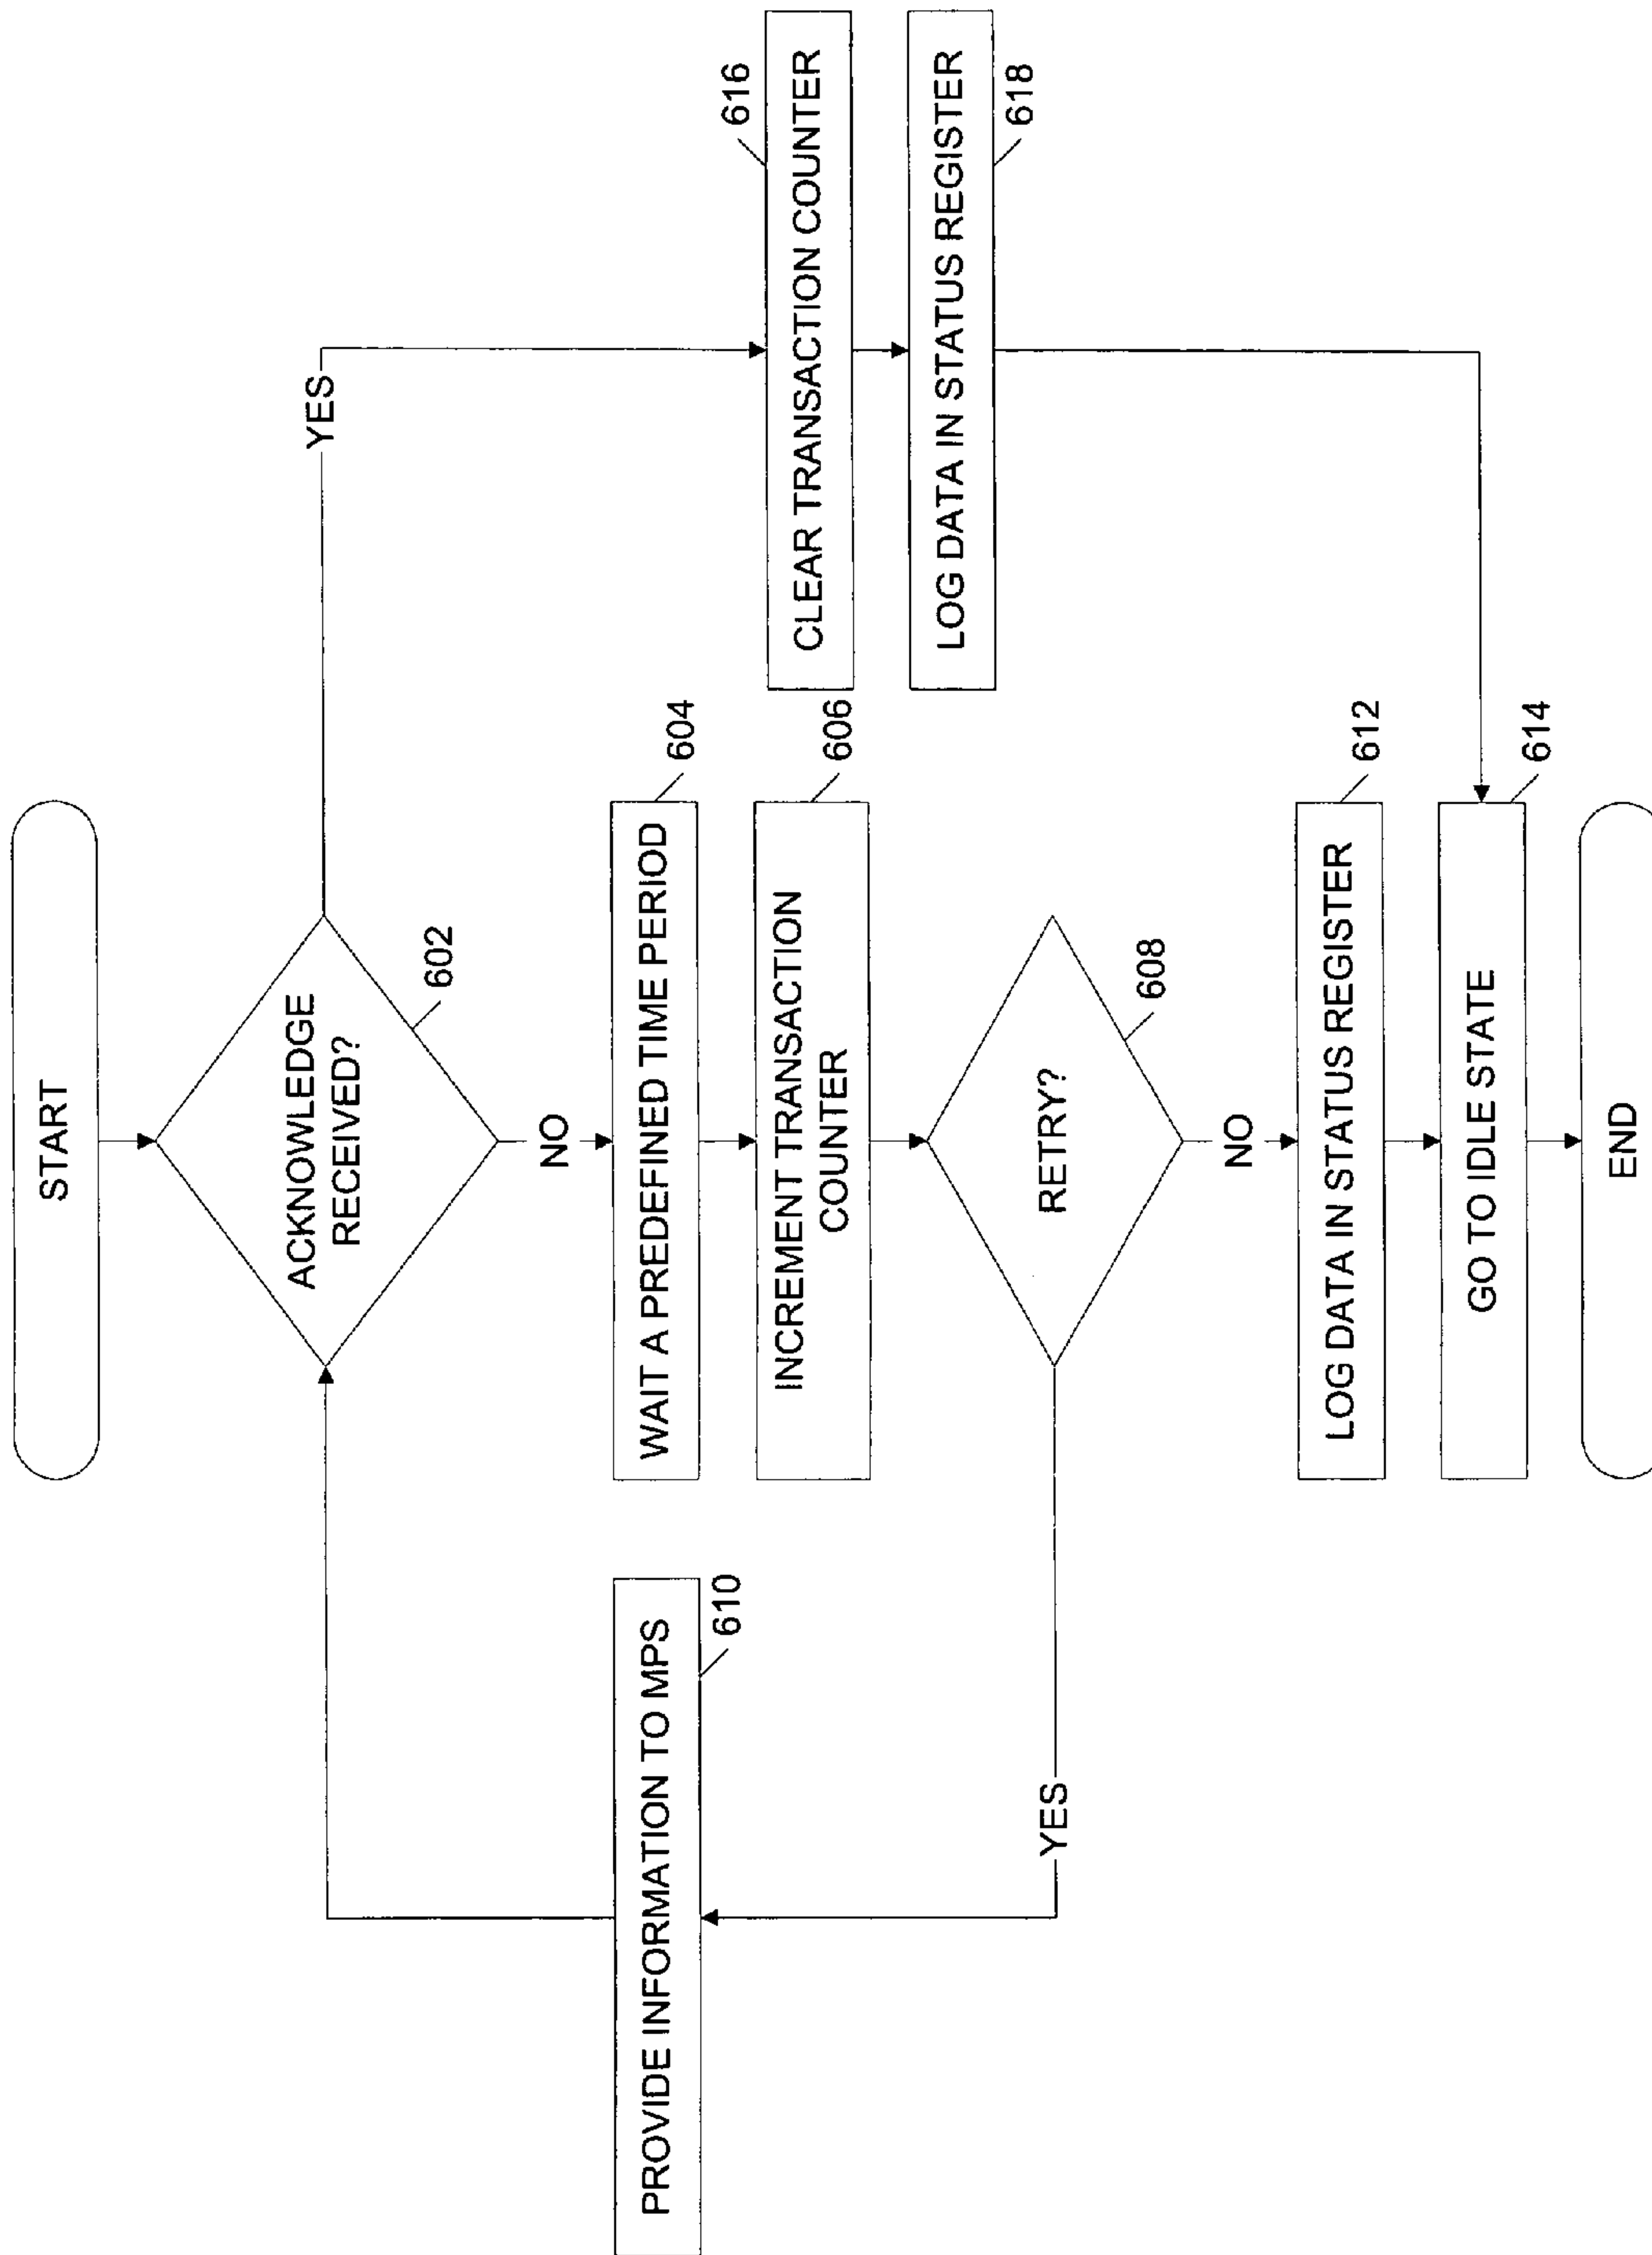 START
ACKNOWLEDGE
RECEIVED?
602
YES
NO
WAIT A PREDEFINED TIME PERIOD
604
INCREMENT TRANSACTION
COUNTER
606
RETRY?
608
YES
PROVIDE INFORMATION TO MPS
610
NO
LOG DATA IN STATUS REGISTER
612
GO TO IDLE STATE
614
END
CLEAR TRANSACTION COUNTER
616
LOG DATA IN STATUS REGISTER
618